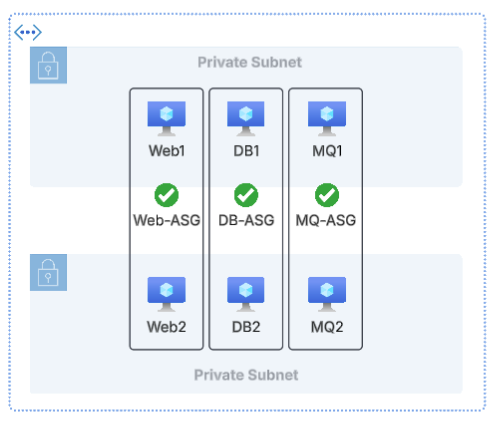 Private Subnet
Web1 DB1 MQ1
Web-ASG DB-ASG MQ-ASG
Web2 DB2 MQ2
Private Subnet